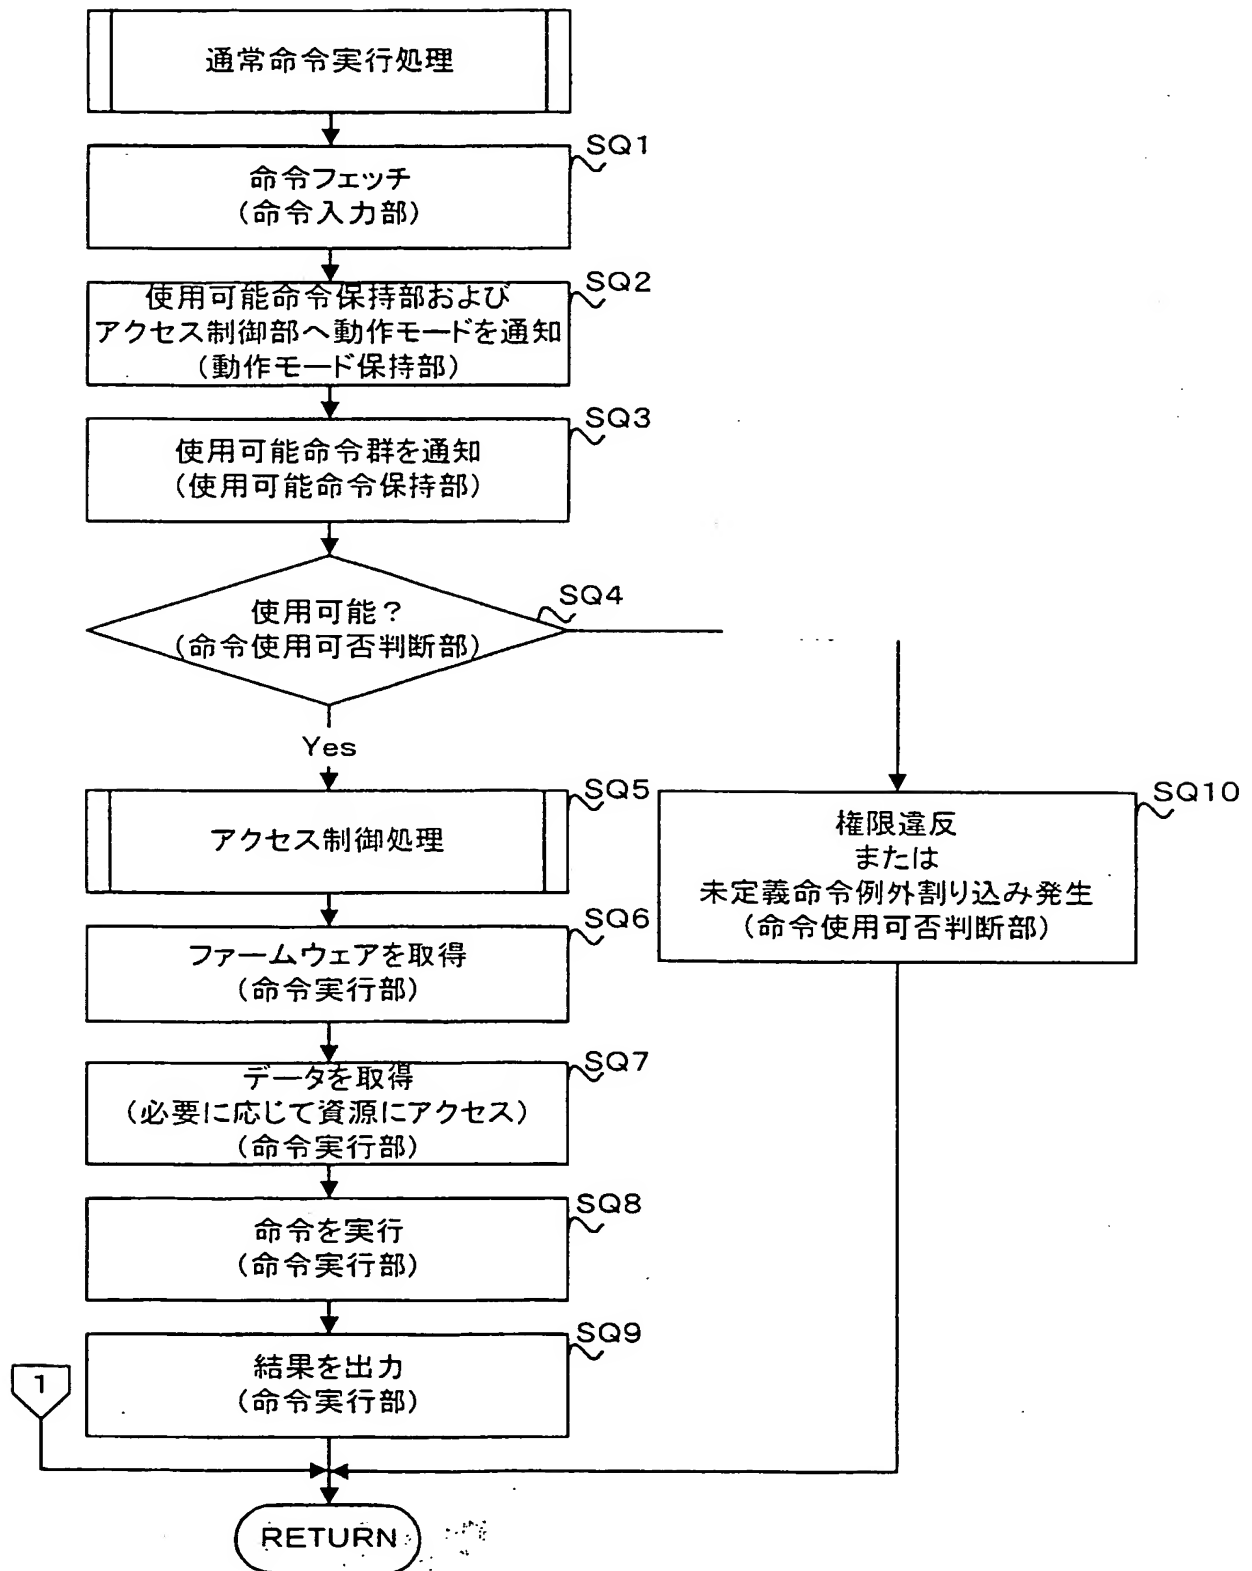 通常命令実行処理
SQ1
命令フェッチ
(命令入力部)
SQ2
使用可能命令保持部および
アクセス制御部へ動作モードを通知
(動作モード保持部)
SQ3
使用可能命令群を通知
(使用可能命令保持部)
SQ4
使用可能?
(命令使用可否判断部)
Yes
SQ5
アクセス制御処理
SQ10
権限違反
または
未定義命令例外割り込み発生
(命令使用可否判断部)
SQ6
ファームウェアを取得
(命令実行部)
SQ7
データを取得
(必要に応じて資源にアクセス)
(命令実行部)
SQ8
命令を実行
(命令実行部)
SQ9
結果を出力
(命令実行部)
1
RETURN